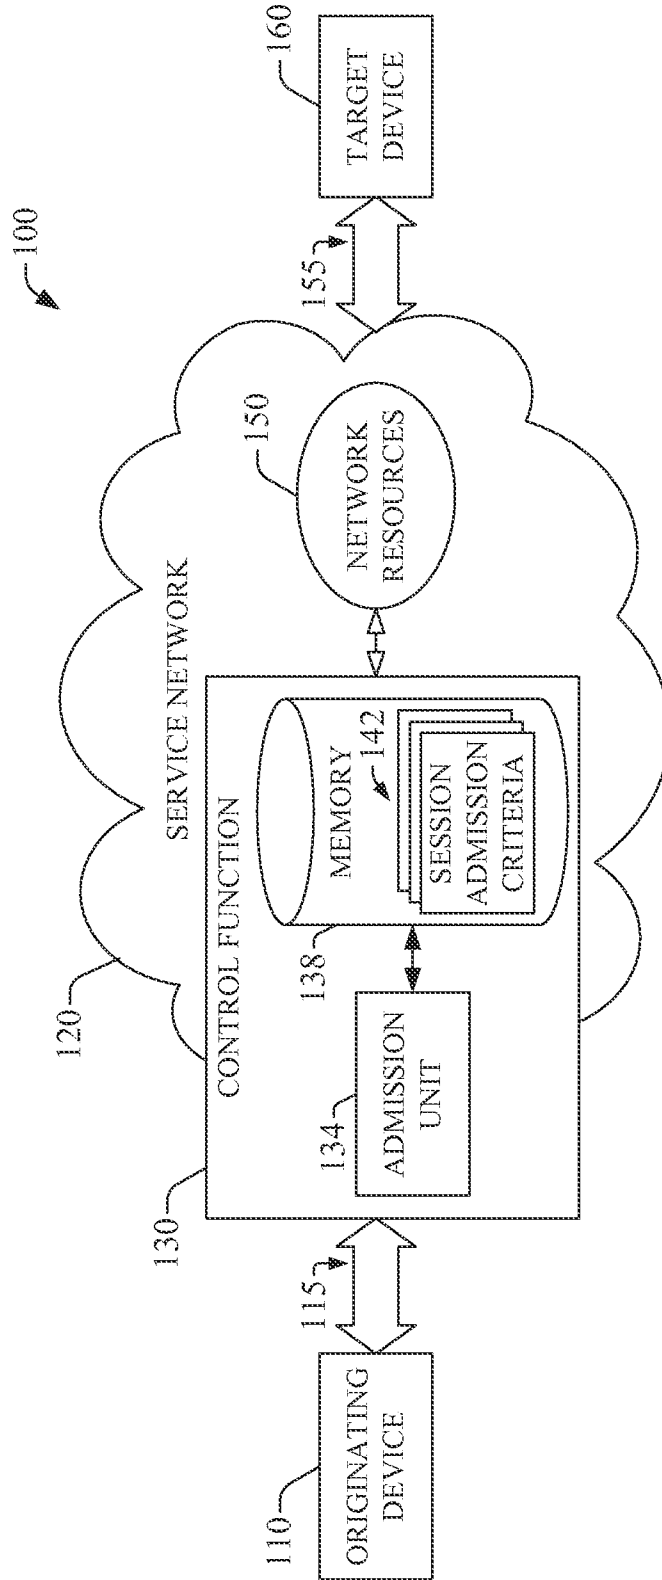 100
120
SERVICE NETWORK
130
CONTROL FUNCTION
110
ORIGINATING
DEVICE
115
134
ADMISSION
UNIT
138
MEMORY
142
SESSION
ADMISSION
CRITERIA
150
NETWORK
RESOURCES
155
160
TARGET
DEVICE